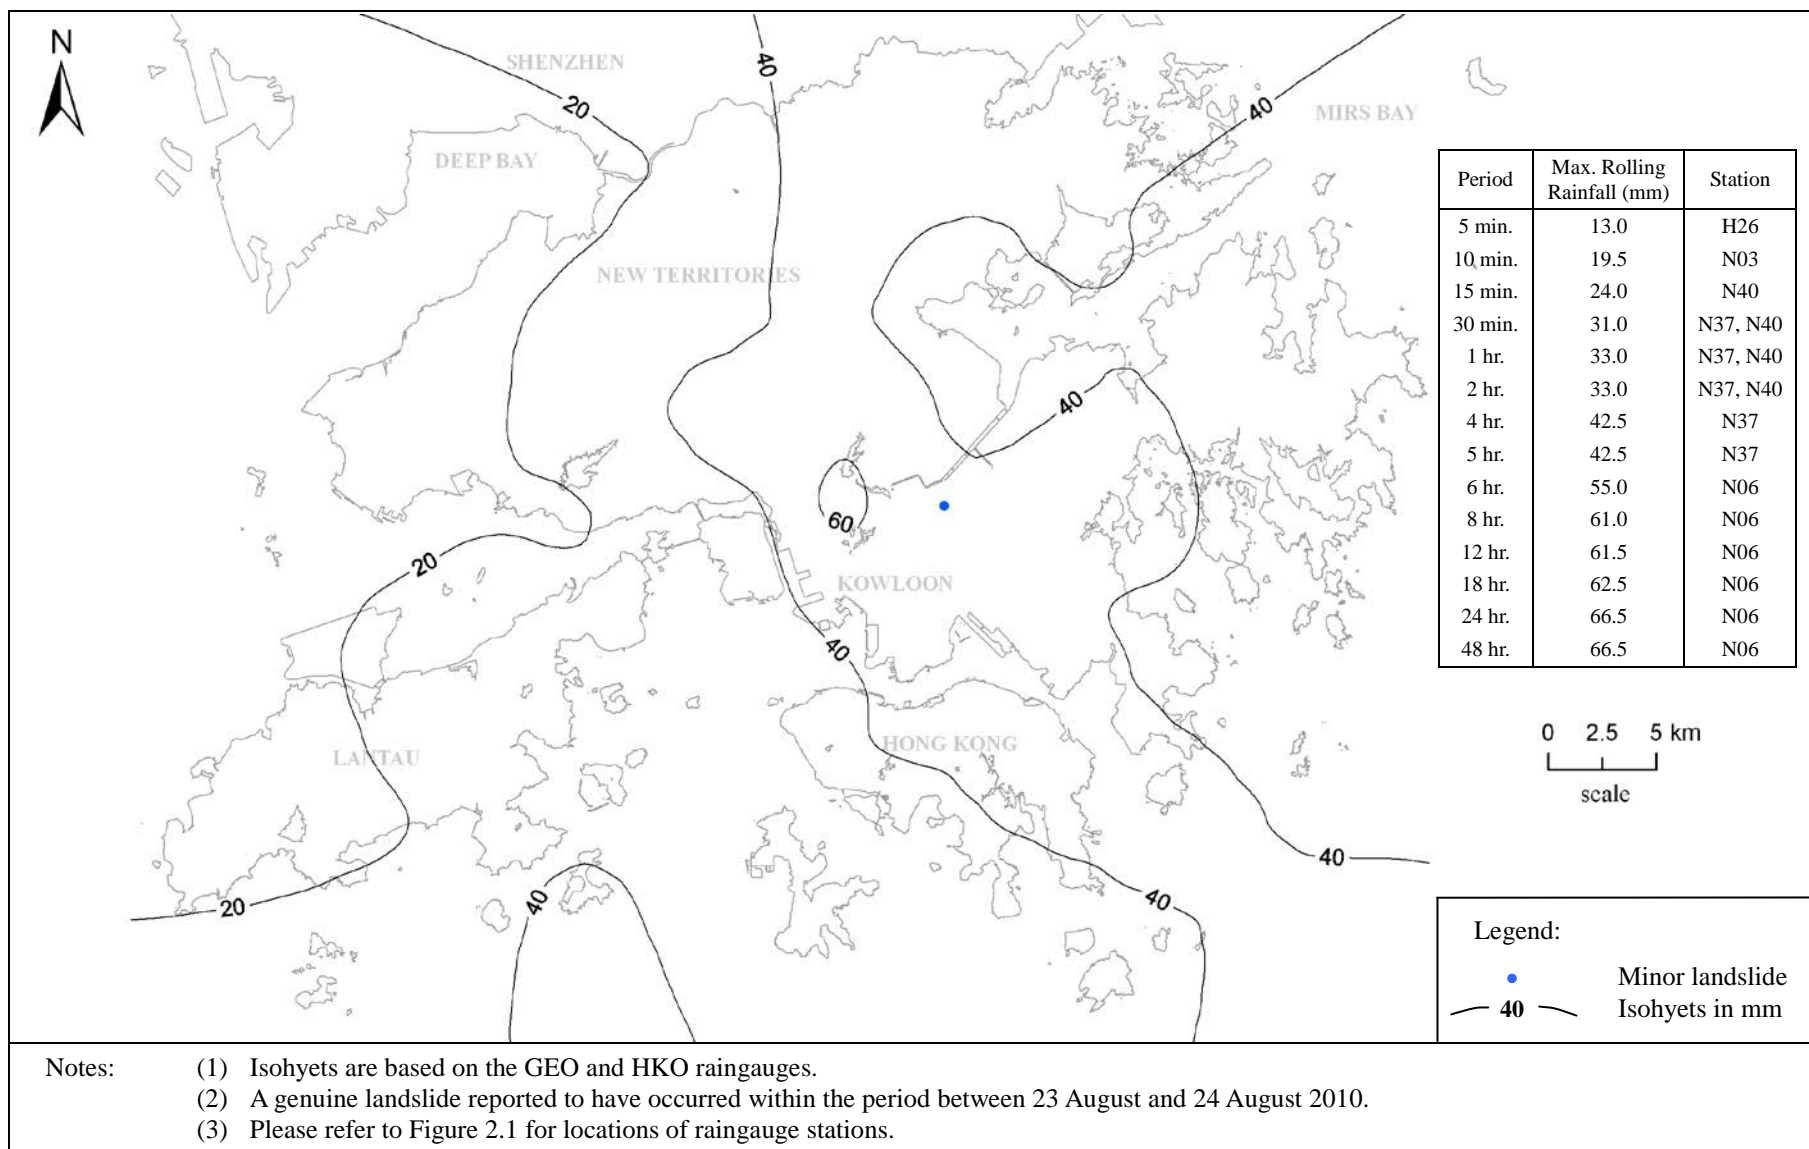 N
SHENZHEN
40
20
40
MIRS BAY
DEEP BAY
NEW TERRITORIES
40
60
20
KOWLOON
40
HONG KONG
LANTAU
40
20
40
40
Period Max. Rolling Rainfall (mm) Station
5 min. 13.0 H26
10 min. 19.5 N03
15 min. 24.0 N40
30 min. 31.0 N37, N40
1 hr. 33.0 N37, N40
2 hr. 33.0 N37, N40
4 hr. 42.5 N37
5 hr. 42.5 N37
6 hr. 55.0 N06
8 hr. 61.0 N06
12 hr. 61.5 N06
18 hr. 62.5 N06
24 hr. 66.5 N06
48 hr. 66.5 N06
0 2.5 5 km
scale
Legend:
Minor landslide
40 Isohyets in mm
Notes: (1) Isohyets are based on the GEO and HKO raingauges.
(2) A genuine landslide reported to have occurred within the period between 23 August and 24 August 2010.
(3) Please refer to Figure 2.1 for locations of raingauge stations.